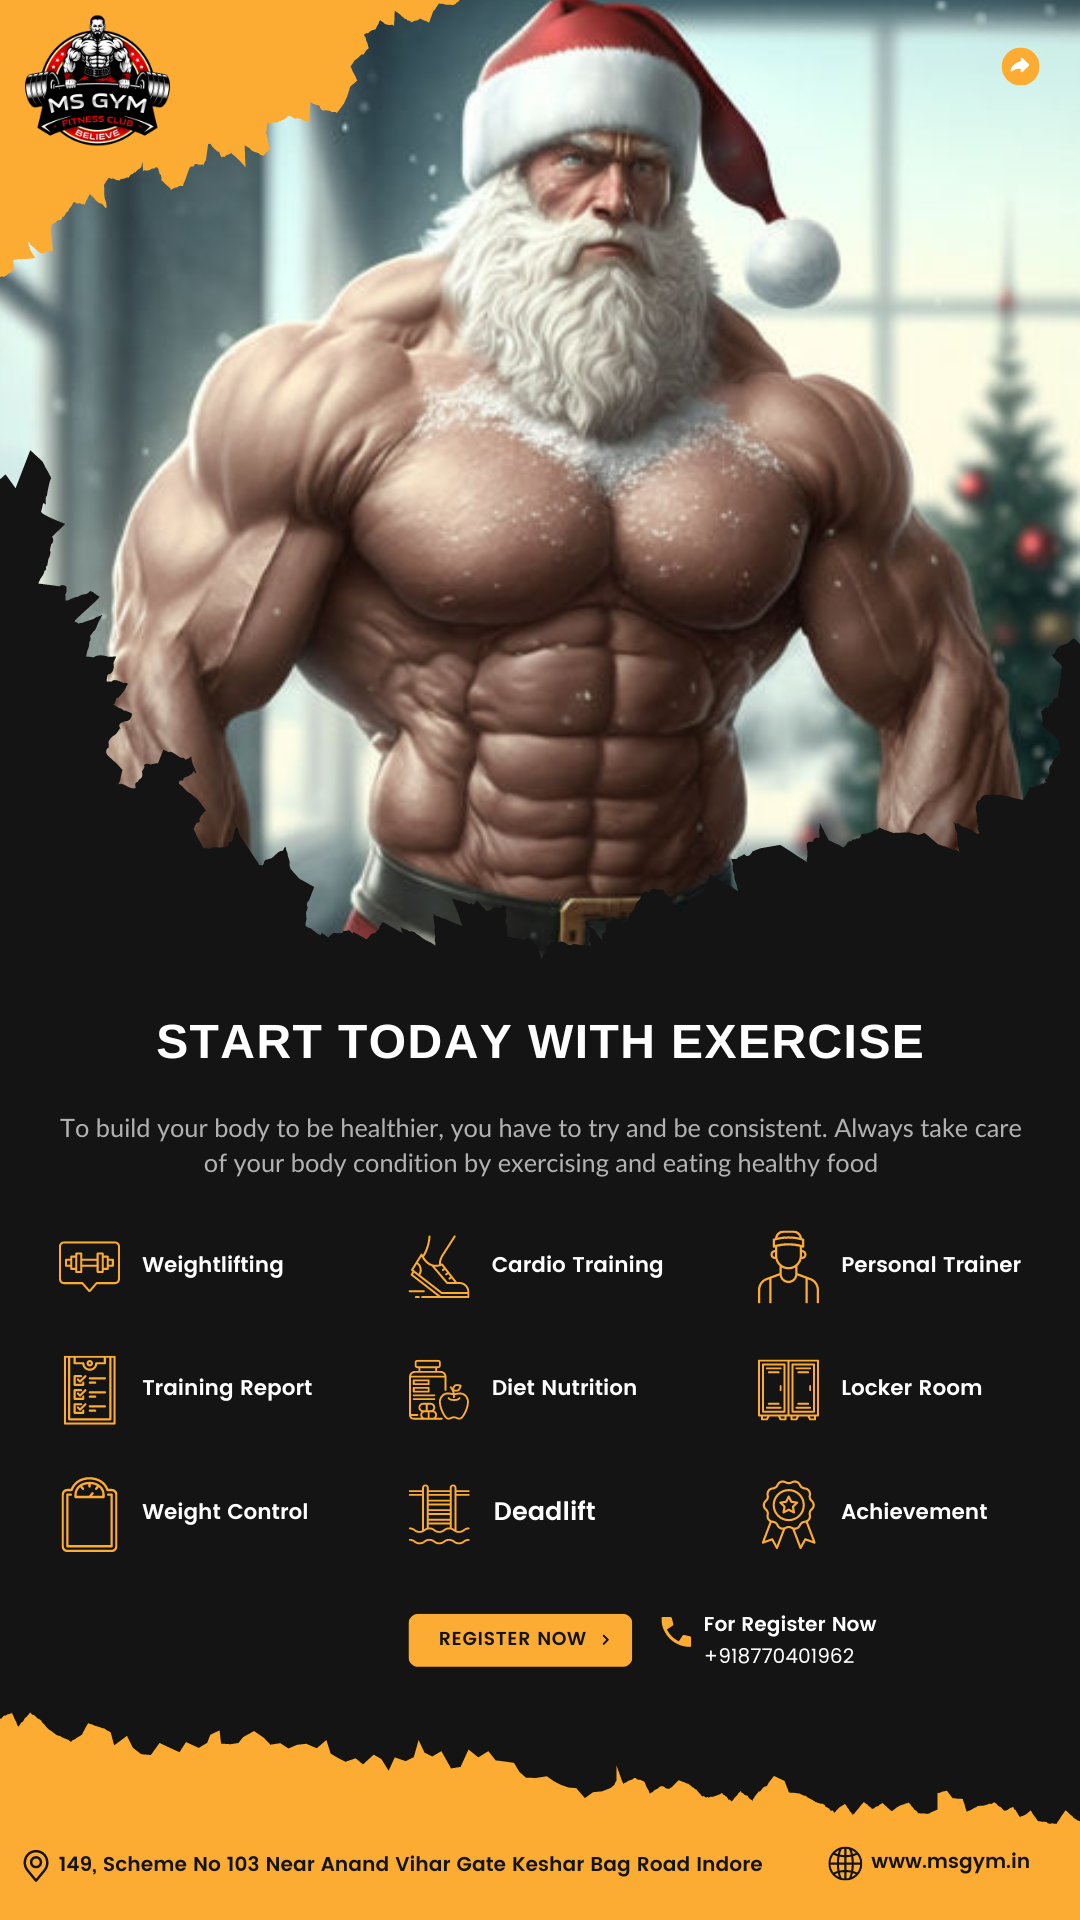 MS GYM
FITNESS CLUB
BELIEVE
START TODAY WITH EXERCISE
To build your body to be healthier, you have to try and be consistent. Always take care
of your body condition by exercising and eating healthy food
Weightlifting
Cardio Training
Personal Trainer
Training Report
Diet Nutrition
Locker Room
Weight Control
Deadlift
Achievement
REGISTER NOW >
For Register Now
+918770401962
149, Scheme No 103 Near Anand Vihar Gate Keshar Bag Road Indore
www.msgym.in